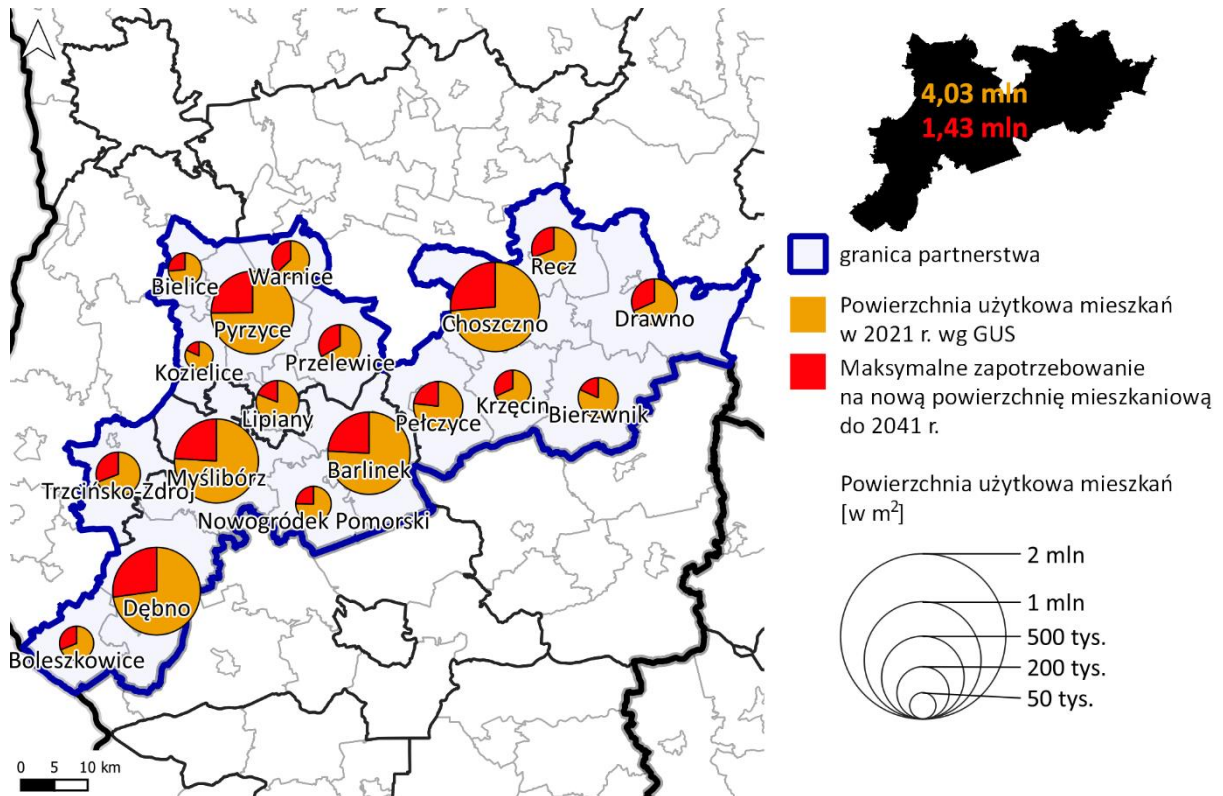 4,03 mln
1,43 mln
granica partnerstwa
Powierzchnia użytkowa mieszkań
w 2021 r. wg GUS
Maksymalne zapotrzebowanie
na nową powierzchnię mieszkaniową
do 2041 r.
Powierzchnia użytkowa mieszkań
[w m²]
2 mln
1 mln
500 tys.
200 tys.
50 tys.
Recz
Warnice
Bielice
Drawno
Pyrzyce
Choszczno
Kozielice
Przelewice
Krzęcin
Lipiany
Pełczyce
Bierzwnik
Barlinek
Myślibórz
Trzcińsko-Zdrój
Nowogródek Pomorski
Dębno
Boleszkowice
0 5 10 km